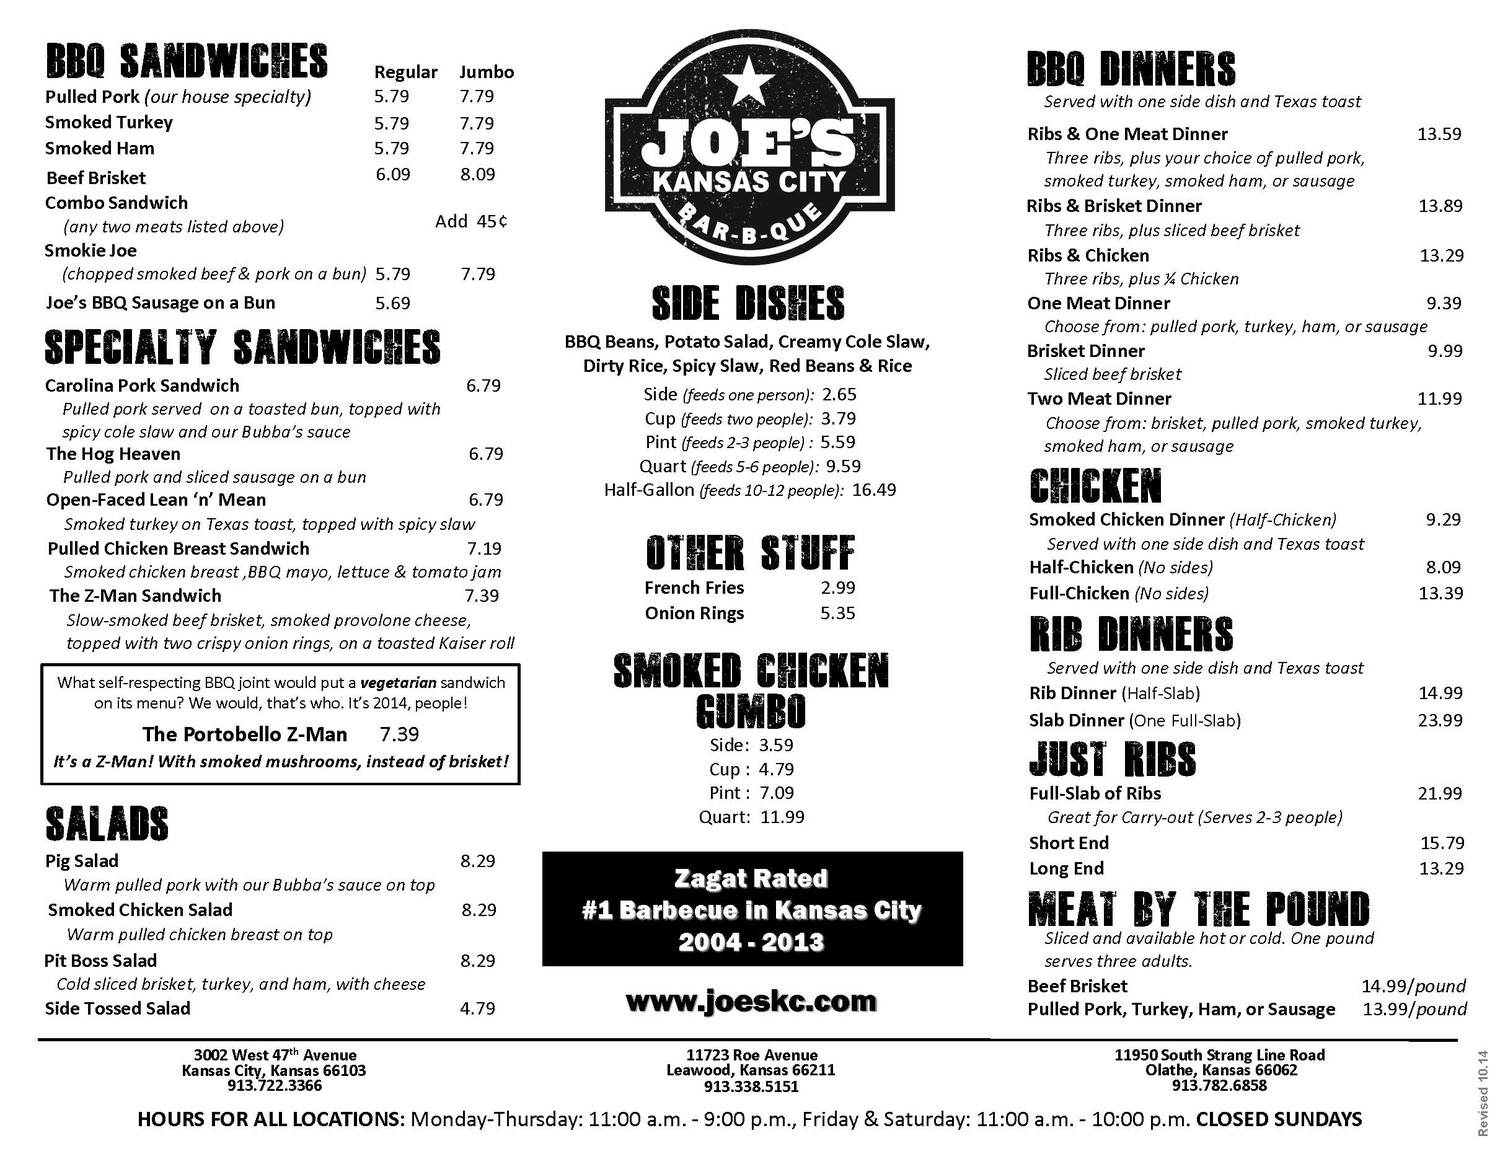 BBQ SANDWICHES
Regular Jumbo
Pulled Pork (our house specialty) 5.79 7.79
Smoked Turkey 5.79 7.79
Smoked Ham 5.79 7.79
Beef Brisket 6.09 8.09
Combo Sandwich
(any two meats listed above) Add 45¢
Smokie Joe
(chopped smoked beef & pork on a bun) 5.79 7.79
Joe's BBQ Sausage on a Bun 5.69
SPECIALTY SANDWICHES
Carolina Pork Sandwich 6.79
Pulled pork served on a toasted bun, topped with
spicy cole slaw and our Bubba's sauce
The Hog Heaven 6.79
Pulled pork and sliced sausage on a bun
Open-Faced Lean 'n' Mean 6.79
Smoked turkey on Texas toast, topped with spicy slaw
Pulled Chicken Breast Sandwich 7.19
Smoked chicken breast ,BBQ mayo, lettuce & tomato jam
The Z-Man Sandwich 7.39
Slow-smoked beef brisket, smoked provolone cheese,
topped with two crispy onion rings, on a toasted Kaiser roll
What self-respecting BBQ joint would put a vegetarian sandwich
on its menu? We would, that's who. It's 2014, people!
The Portobello Z-Man 7.39
It's a Z-Man! With smoked mushrooms, instead of brisket!
SALADS
Pig Salad 8.29
Warm pulled pork with our Bubba's sauce on top
Smoked Chicken Salad 8.29
Warm pulled chicken breast on top
Pit Boss Salad 8.29
Cold sliced brisket, turkey, and ham, with cheese
Side Tossed Salad 4.79
JOE'S
KANSAS CITY
BAR-B-QUE
SIDE DISHES
BBQ Beans, Potato Salad, Creamy Cole Slaw,
Dirty Rice, Spicy Slaw, Red Beans & Rice
Side (feeds one person): 2.65
Cup (feeds two people): 3.79
Pint (feeds 2-3 people) : 5.59
Quart (feeds 5-6 people): 9.59
Half-Gallon (feeds 10-12 people): 16.49
OTHER STUFF
French Fries 2.99
Onion Rings 5.35
SMOKED CHICKEN
GUMBO
Side: 3.59
Cup : 4.79
Pint : 7.09
Quart: 11.99
Zagat Rated
#1 Barbecue in Kansas City
2004 - 2013
www.joeskc.com
BBQ DINNERS
Served with one side dish and Texas toast
Ribs & One Meat Dinner 13.59
Three ribs, plus your choice of pulled pork,
smoked turkey, smoked ham, or sausage
Ribs & Brisket Dinner 13.89
Three ribs, plus sliced beef brisket
Ribs & Chicken 13.29
Three ribs, plus ¼ Chicken
One Meat Dinner 9.39
Choose from: pulled pork, turkey, ham, or sausage
Brisket Dinner 9.99
Sliced beef brisket
Two Meat Dinner 11.99
Choose from: brisket, pulled pork, smoked turkey,
smoked ham, or sausage
CHICKEN
Smoked Chicken Dinner (Half-Chicken) 9.29
Served with one side dish and Texas toast
Half-Chicken (No sides) 8.09
Full-Chicken (No sides) 13.39
RIB DINNERS
Served with one side dish and Texas toast
Rib Dinner (Half-Slab) 14.99
Slab Dinner (One Full-Slab) 23.99
JUST RIBS
Full-Slab of Ribs 21.99
Great for Carry-out (Serves 2-3 people)
Short End 15.79
Long End 13.29
MEAT BY THE POUND
Sliced and available hot or cold. One pound
serves three adults.
Beef Brisket 14.99/pound
Pulled Pork, Turkey, Ham, or Sausage 13.99/pound
3002 West 47th Avenue
Kansas City, Kansas 66103
913.722.3366
11723 Roe Avenue
Leawood, Kansas 66211
913.338.5151
11950 South Strang Line Road
Olathe, Kansas 66062
913.782.6858
HOURS FOR ALL LOCATIONS: Monday-Thursday: 11:00 a.m. - 9:00 p.m., Friday & Saturday: 11:00 a.m. - 10:00 p.m. CLOSED SUNDAYS
Revised 10.14